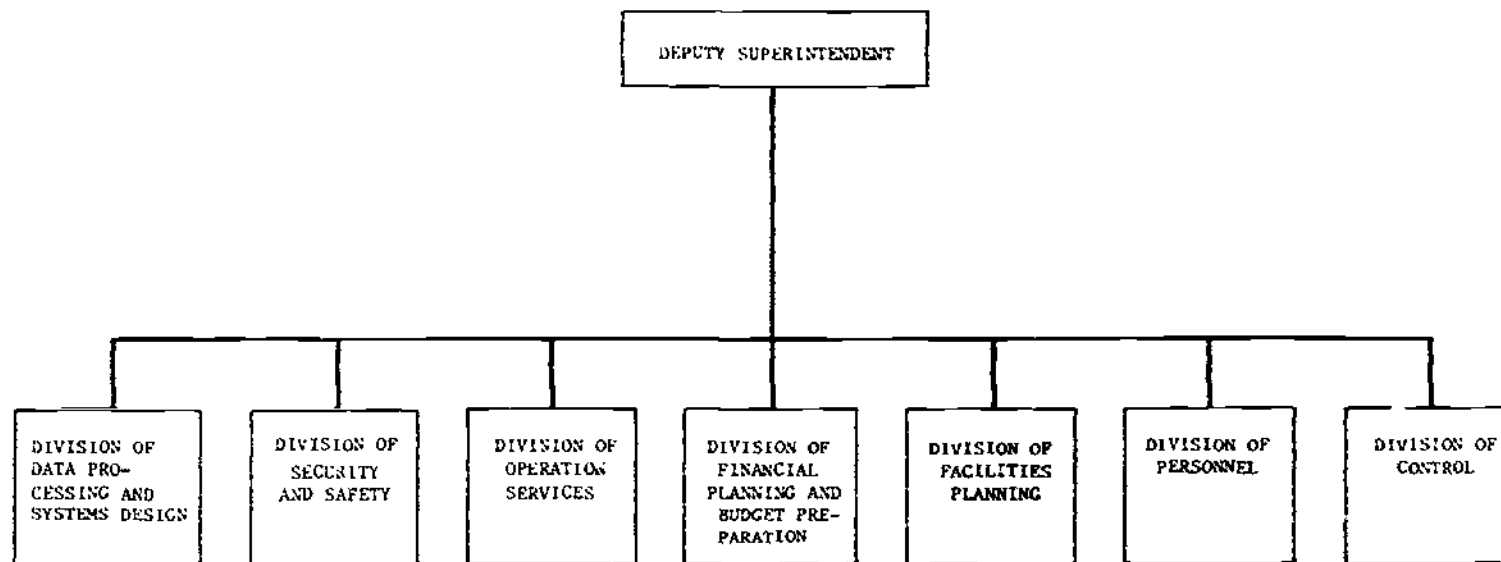 DEPUTY SUPERINTENDENT
DIVISION OF
DATA PRO-
CESSING AND
SYSTEMS DESIGN
DIVISION OF
SECURITY
AND SAFETY
DIVISION OF
OPERATION
SERVICES
DIVISION OF
FINANCIAL
PLANNING AND
BUDGET PRE-
PARATION
DIVISION OF
FACILITIES
PLANNING
DIVISION OF
PERSONNEL
DIVISION OF
CONTROL